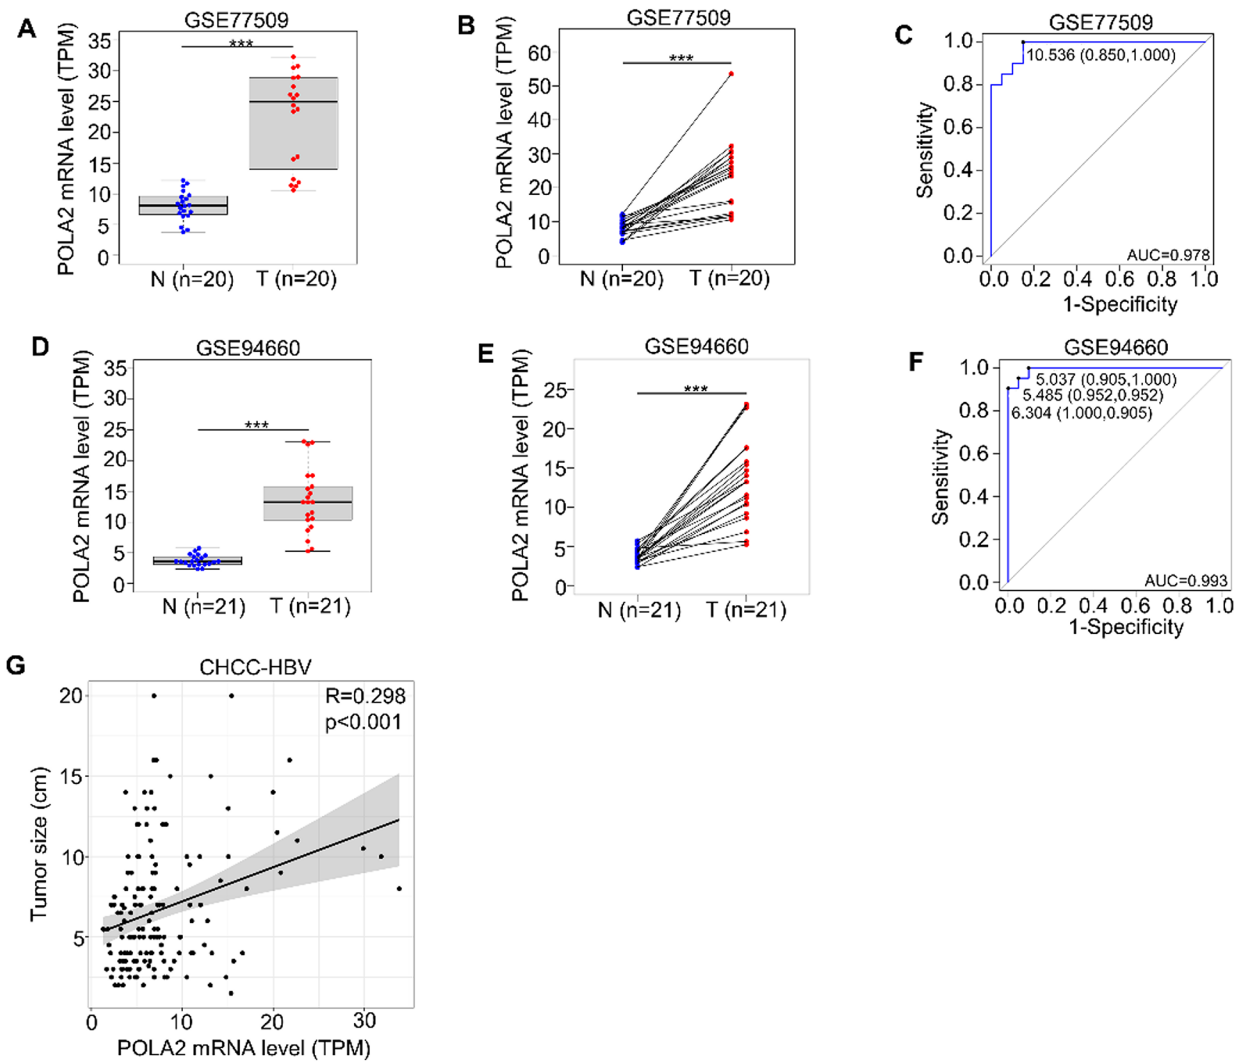 A
GSE77509
POLA2 mRNA level (TPM)
35
30
25
20
15
10
5
0
***
N (n=20)
T (n=20)
B
GSE77509
POLA2 mRNA level (TPM)
60
50
40
30
20
10
0
***
N (n=20)
T (n=20)
C
GSE77509
Sensitivity
1.0
0.8
0.6
0.4
0.2
0.0
10.536 (0.850,1.000)
AUC=0.978
0.0 0.2 0.4 0.6 0.8 1.0
1-Specificity
D
GSE94660
POLA2 mRNA level (TPM)
35
30
25
20
15
10
5
0
***
N (n=21)
T (n=21)
E
GSE94660
POLA2 mRNA level (TPM)
25
20
15
10
5
0
***
N (n=21)
T (n=21)
F
GSE94660
Sensitivity
1.0
0.8
0.6
0.4
0.2
0.0
5.037 (0.905,1.000)
5.485 (0.952,0.952)
6.304 (1.000,0.905)
AUC=0.993
0.0 0.2 0.4 0.6 0.8 1.0
1-Specificity
G
CHCC-HBV
Tumor size (cm)
20
15
10
5
R=0.298
p<0.001
0 10 20 30
POLA2 mRNA level (TPM)